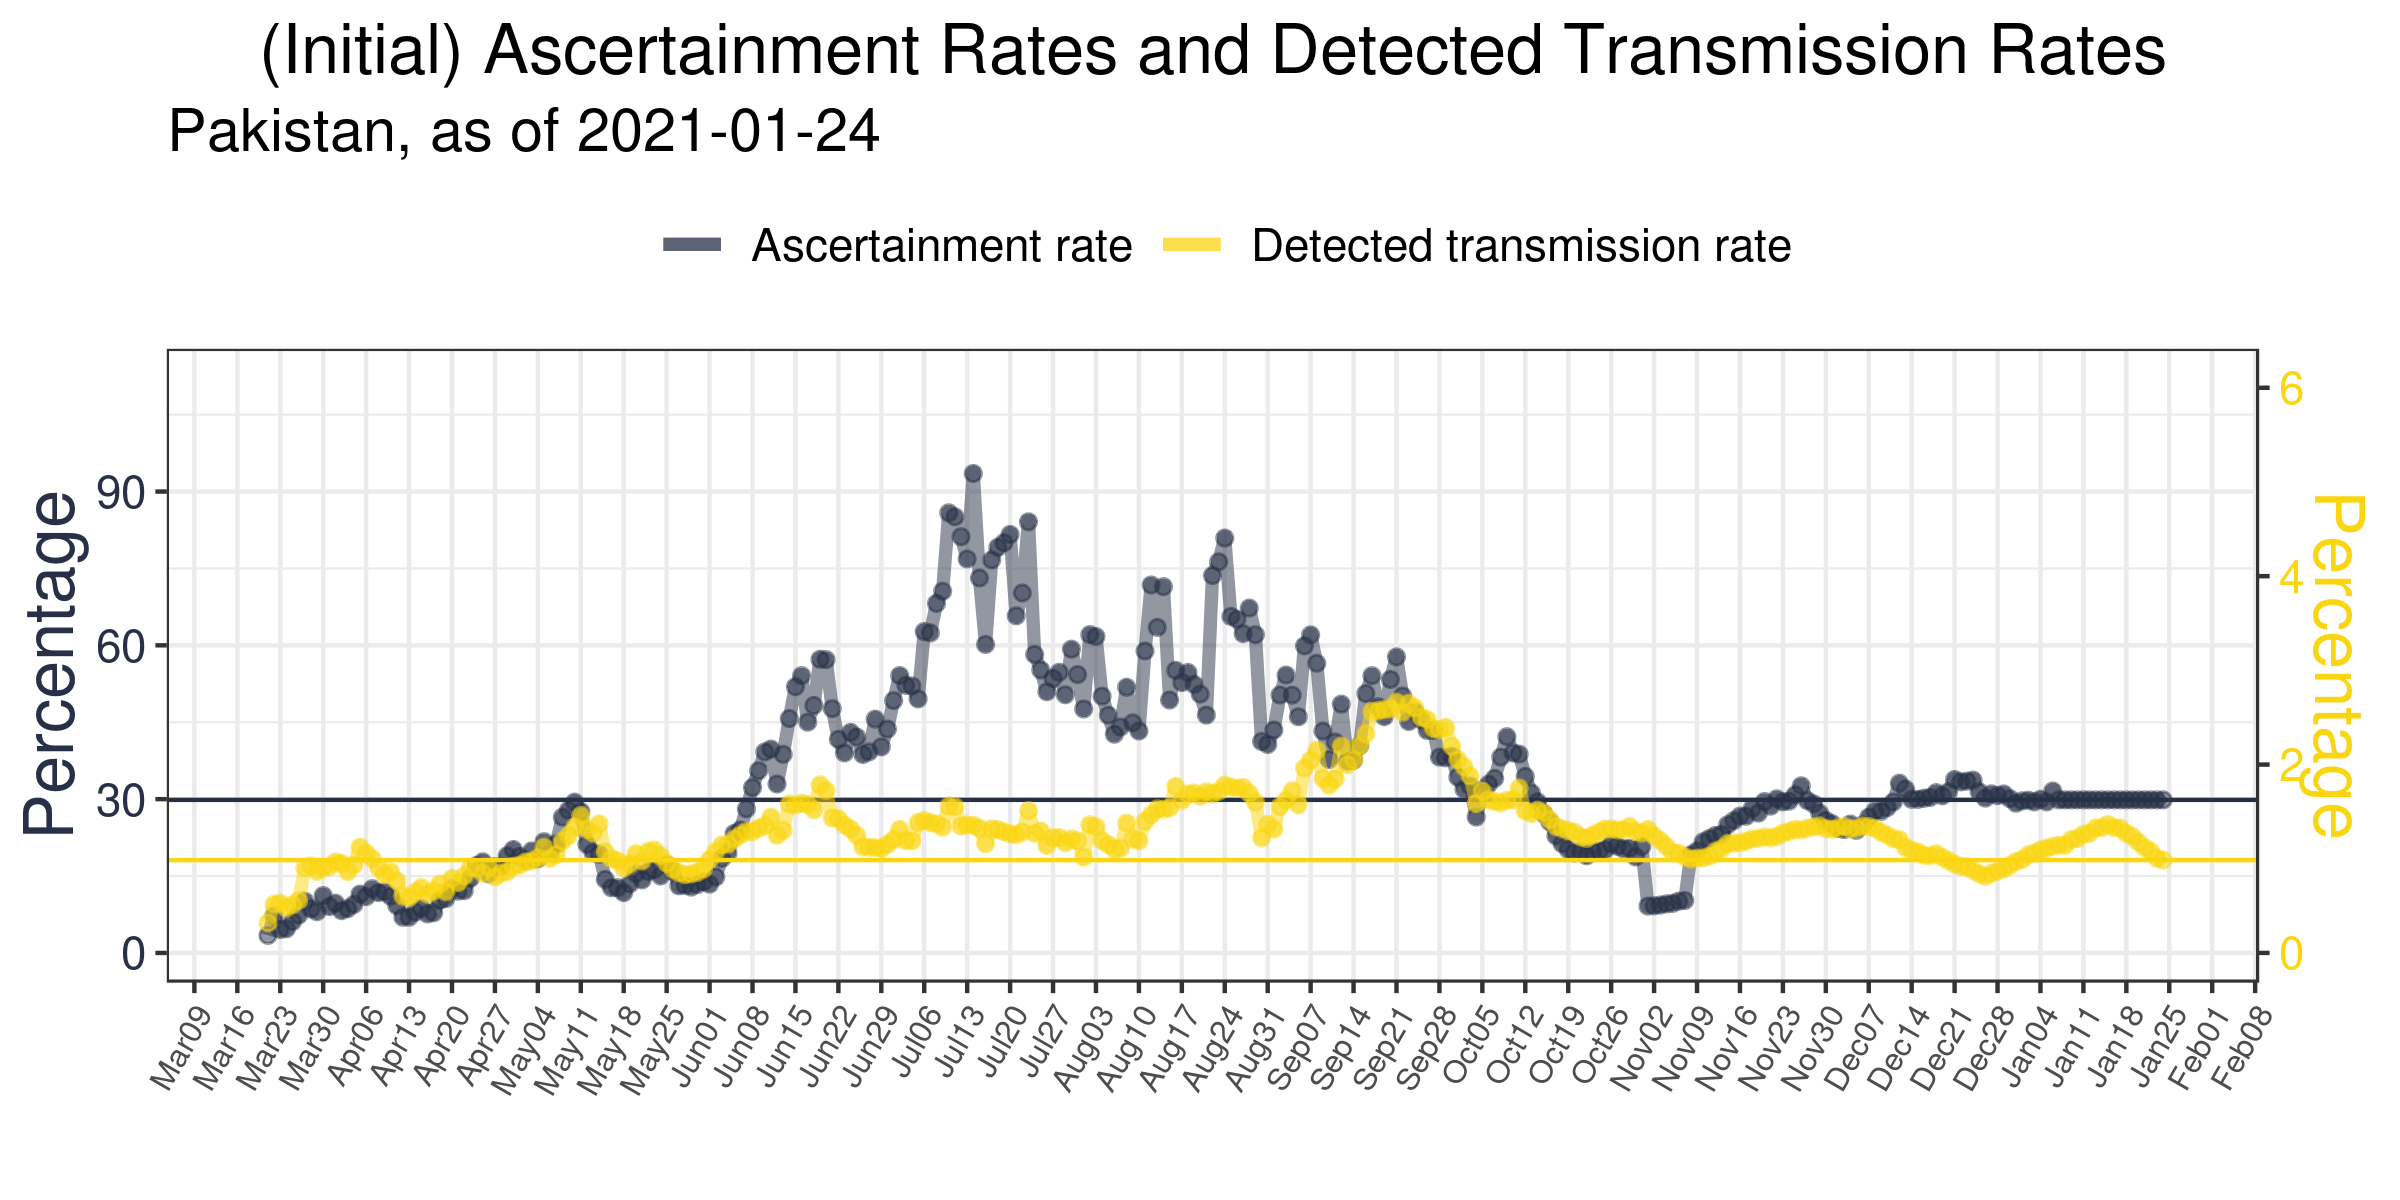 (Initial) Ascertainment Rates and Detected Transmission Rates
Pakistan, as of 2021-01-24
Ascertainment rate
Detected transmission rate
Percentage
90
60
30
0
6
4
2
0
Percentage
Mar09
Mar16
Mar23
Mar30
Apr06
Apr13
Apr20
Apr27
May04
May11
May18
May25
Jun01
Jun08
Jun15
Jun22
Jun29
Jul06
Jul13
Jul20
Jul27
Aug03
Aug10
Aug17
Aug24
Aug31
Sep07
Sep14
Sep21
Sep28
Oct05
Oct12
Oct19
Oct26
Nov02
Nov09
Nov16
Nov23
Nov30
Dec07
Dec14
Dec21
Dec28
Jan04
Jan11
Jan18
Jan25
Feb01
Feb08